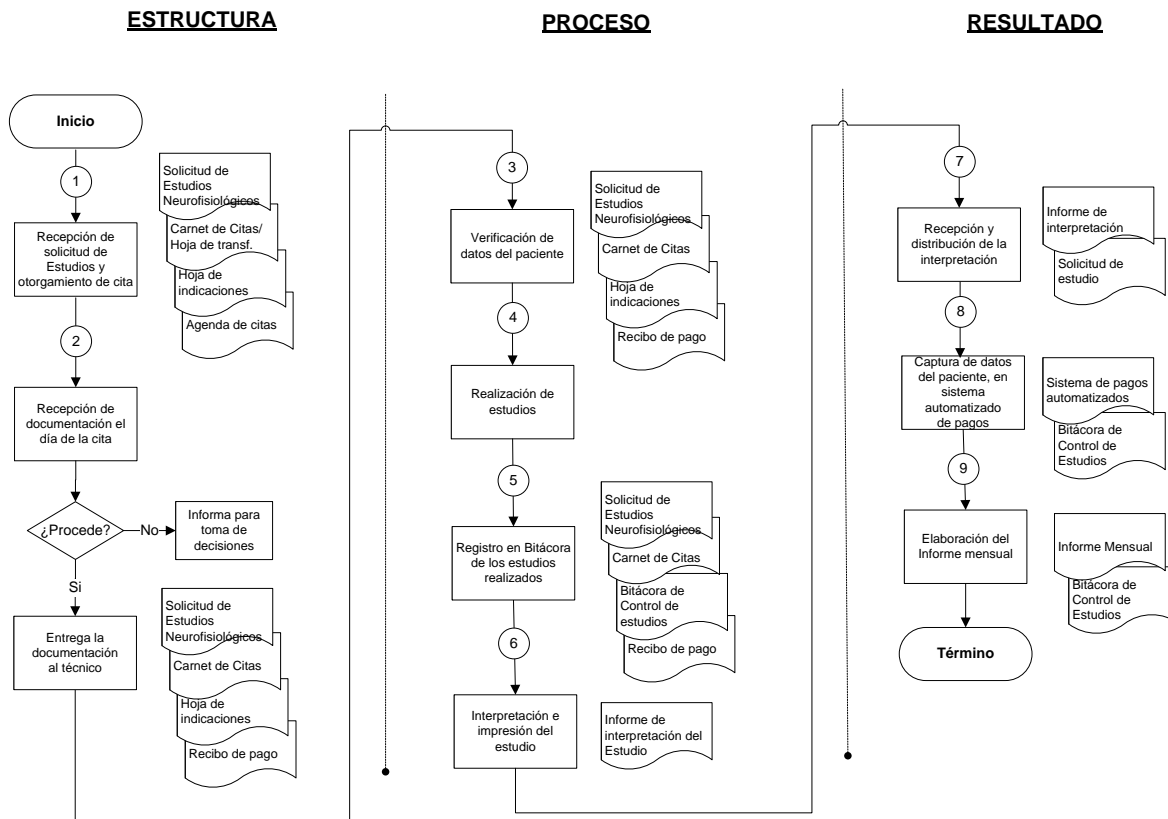 ESTRUCTURA
PROCESO
RESULTADO
Inicio
1
Solicitud de
Estudios
Neurofisiológicos
Carnet de Citas/
Hoja de transf.
Hoja de
indicaciones
Agenda de citas
Recepción de
solicitud de
Estudios y
otorgamiento de cita
2
Recepción de
documentación el
día de la cita
¿Procede?
No
Informa para
toma de
decisiones
Si
Entrega la
documentación
al técnico
Solicitud de
Estudios
Neurofisiológicos
Carnet de Citas
Hoja de
indicaciones
Recibo de pago
3
Verificación de
datos del paciente
Solicitud de
Estudios
Neurofisiológicos
Carnet de Citas
Hoja de
indicaciones
Recibo de pago
4
Realización de
estudios
5
Registro en Bitácora
de los estudios
realizados
Solicitud de
Estudios
Neurofisiológicos
Carnet de Citas
Bitácora de
Control de
estudios
Recibo de pago
6
Interpretación e
impresión del
estudio
Informe de
interpretación del
Estudio
7
Recepción y
distribución de la
interpretación
Informe de
interpretación
Solicitud de
estudio
8
Captura de datos
del paciente, en
sistema
automatizado
de pagos
Sistema de pagos
automatizados
Bitácora de
Control de
Estudios
9
Elaboración del
Informe mensual
Informe Mensual
Bitácora de
Control de
Estudios
Término